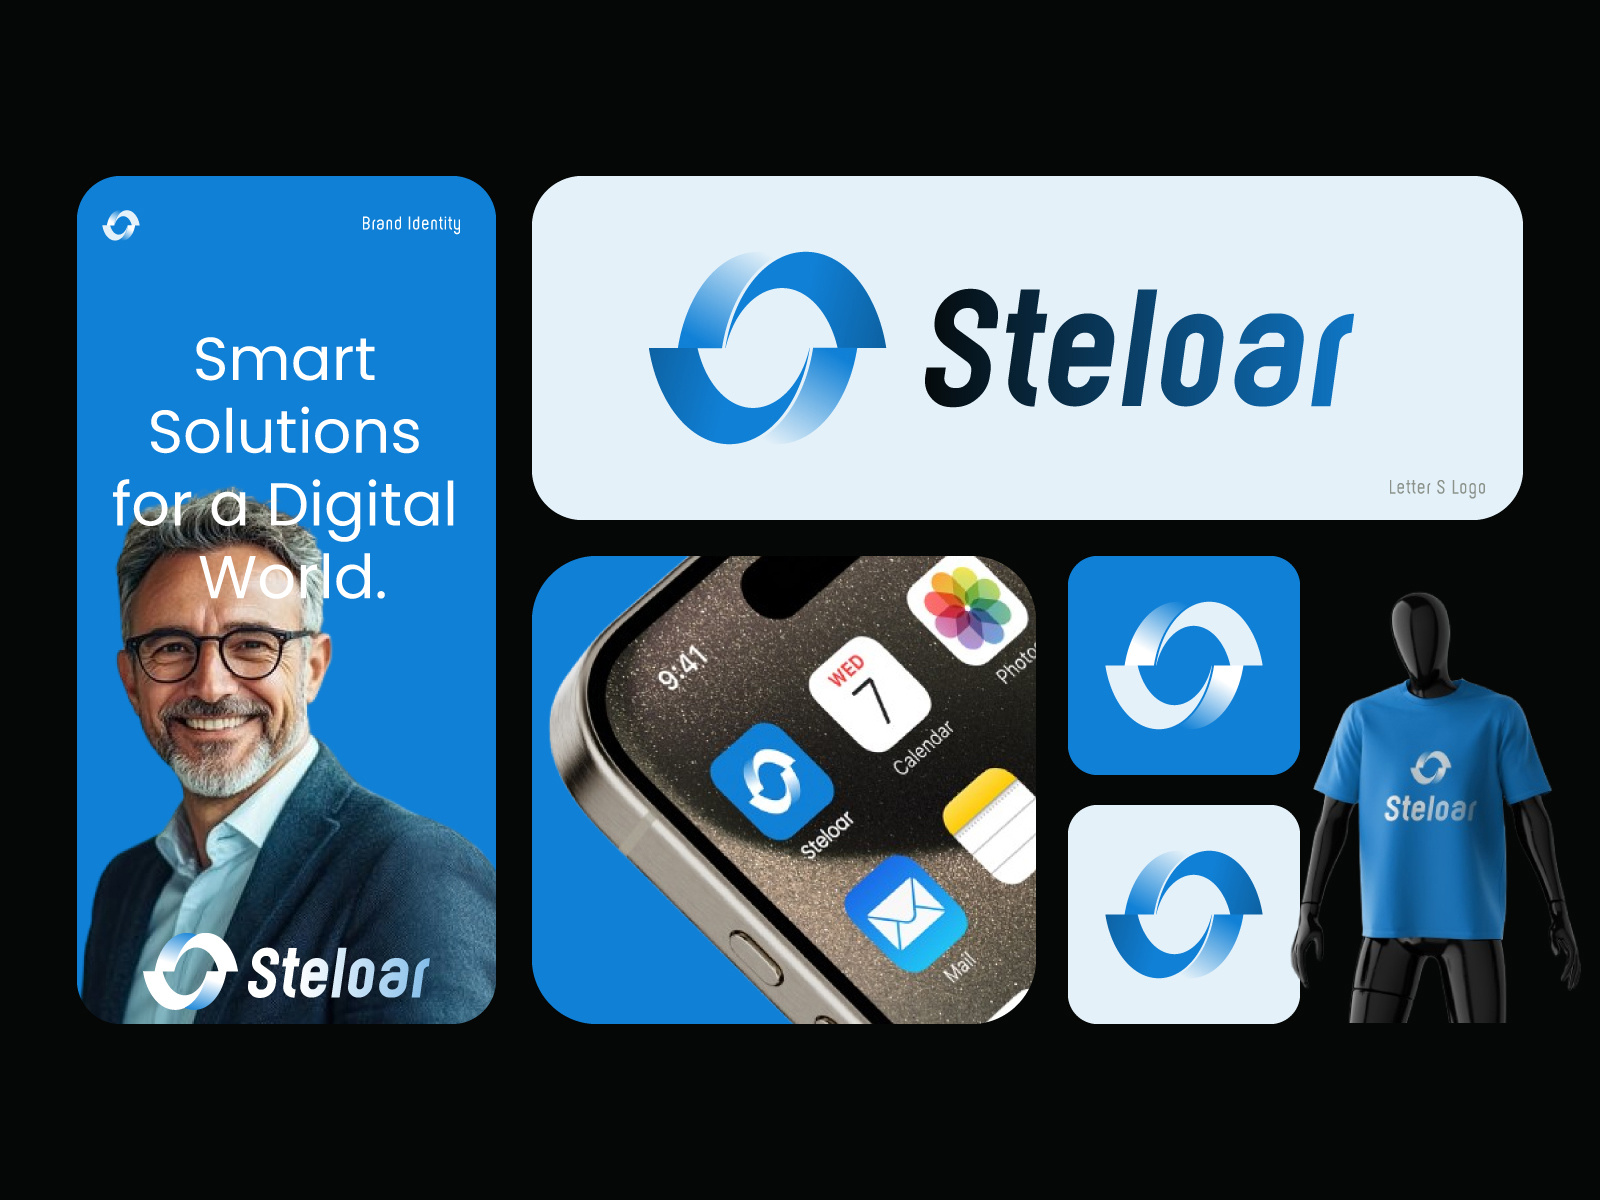 Brand Identity
Smart
Solutions
for a Digital
World.
Steloar
Steloar
Letter S Logo
9:41
WED
7
Calendar
Photo
Steloar
Mail
Steloar